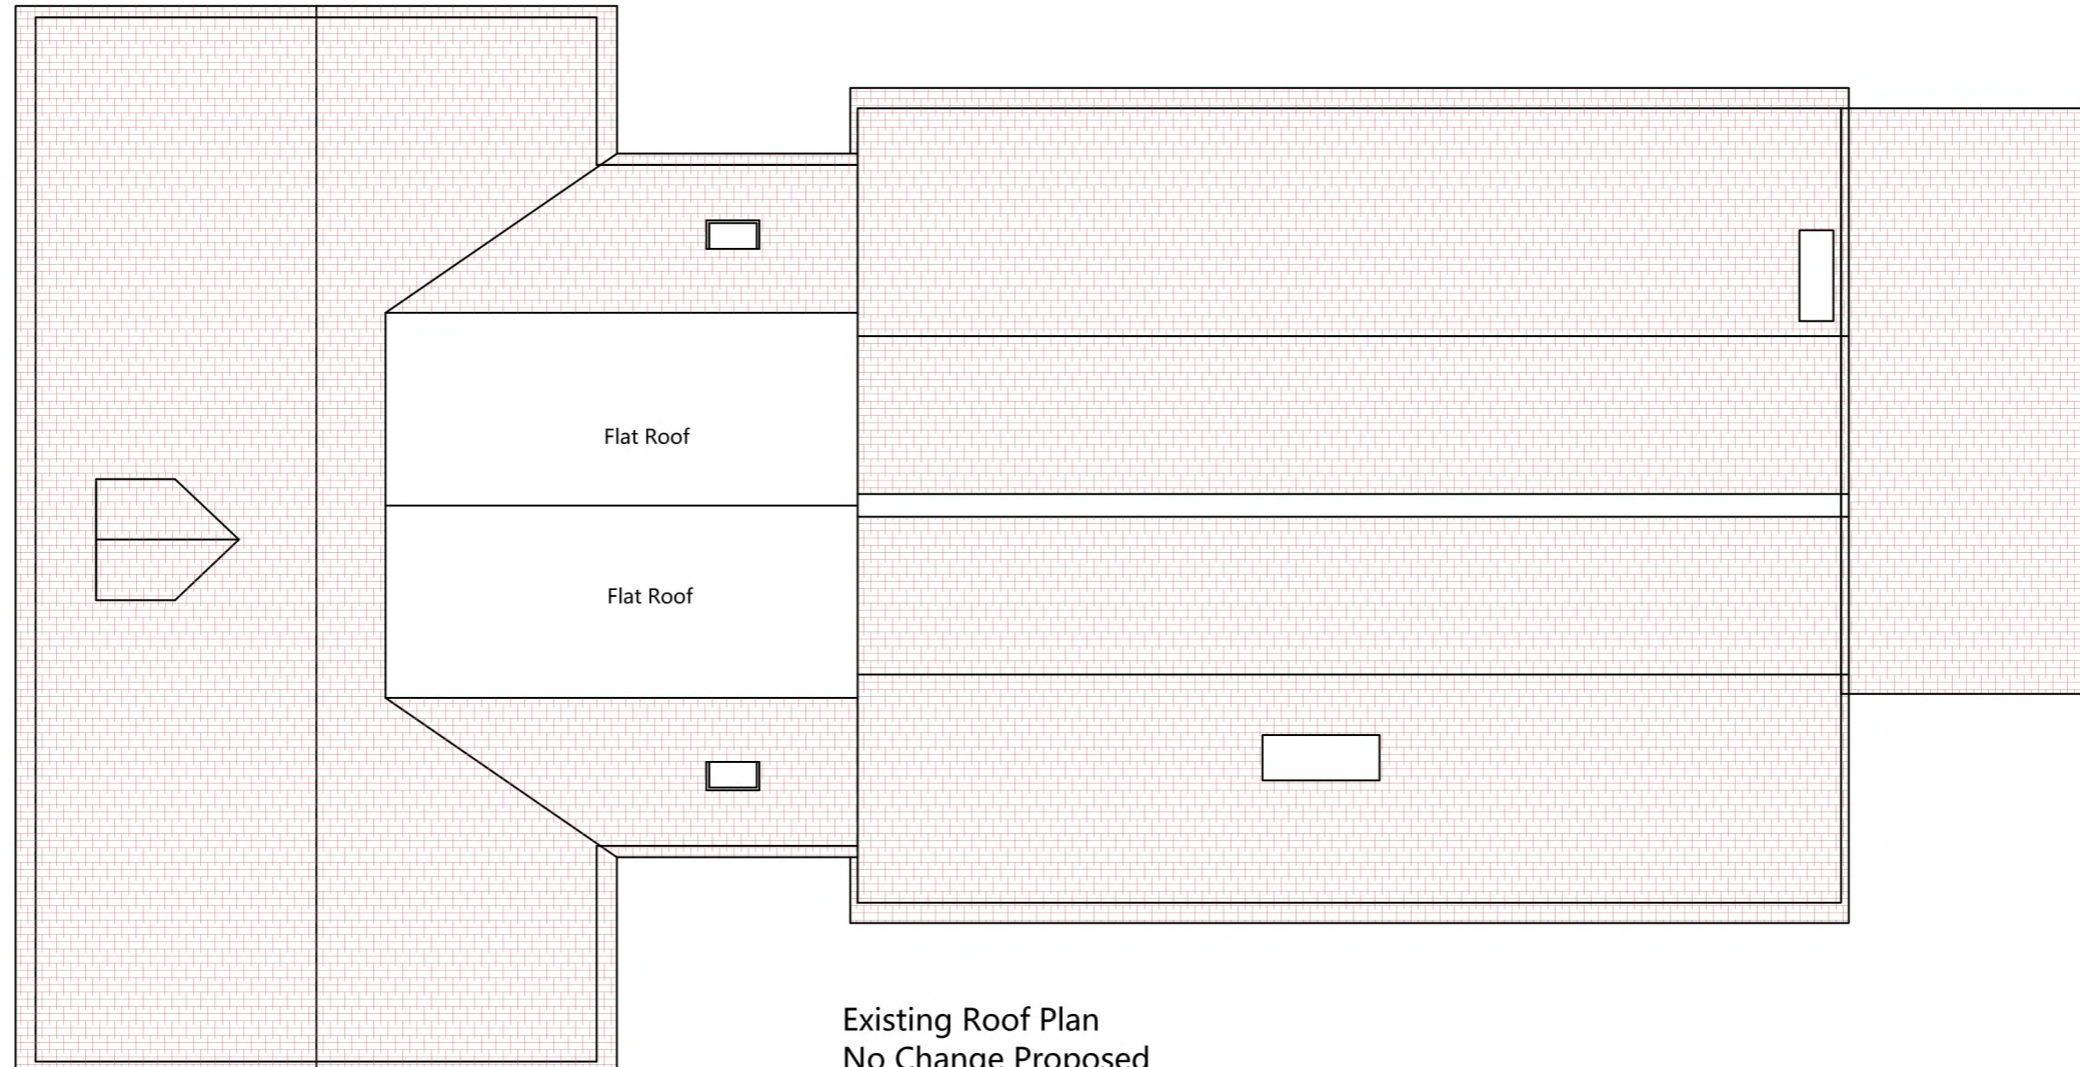 Flat Roof
Flat Roof
Existing Roof Plan
No Change Proposed